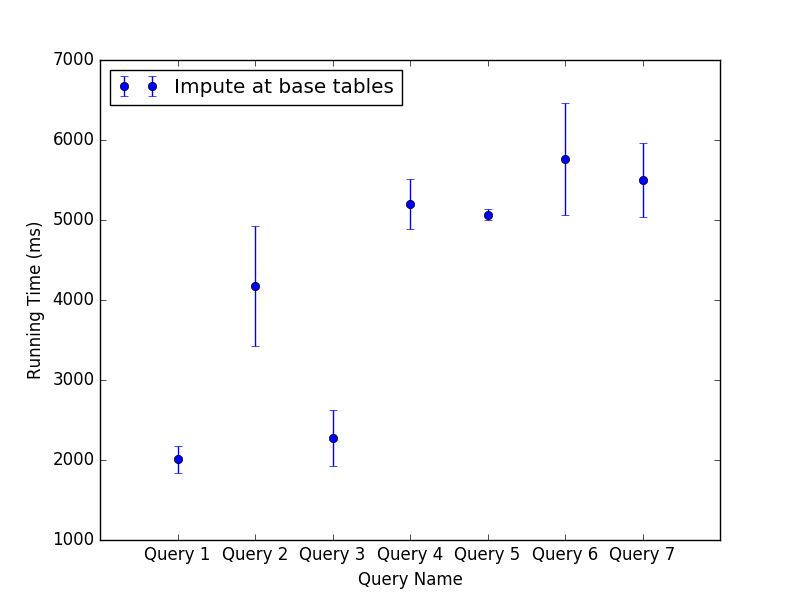 7000
Impute at base tables
6000
5000
4000
3000
2000
1000
Running Time (ms)
Query 1 Query 2 Query 3 Query 4 Query 5 Query 6 Query 7
Query Name